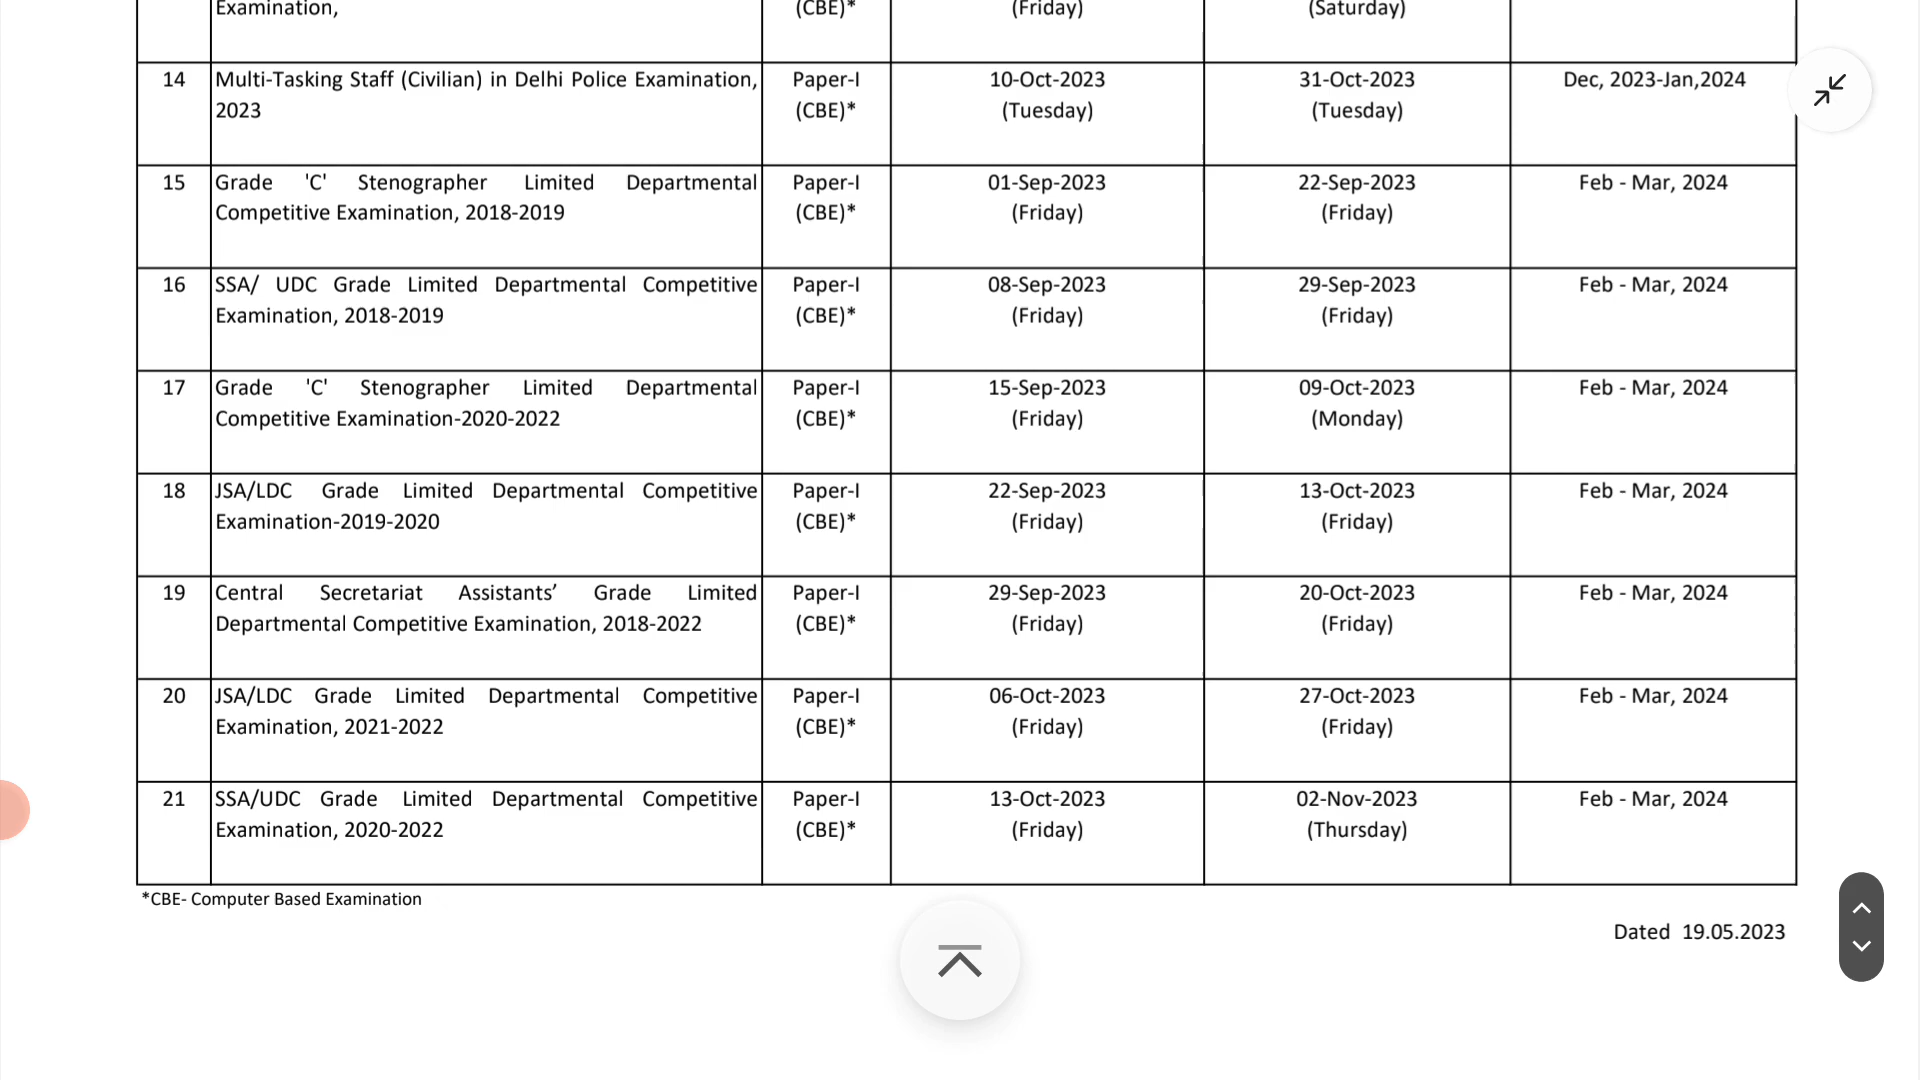 Examination, (CBE)* (Friday) (Saturday)
14 Multi-Tasking Staff (Civilian) in Delhi Police Examination, Paper-I 10-Oct-2023 31-Oct-2023 Dec, 2023-Jan,2024
2023 (CBE)* (Tuesday) (Tuesday)
15 Grade 'C' Stenographer Limited Departmental Paper-I 01-Sep-2023 22-Sep-2023 Feb - Mar, 2024
Competitive Examination, 2018-2019 (CBE)* (Friday) (Friday)
16 SSA/ UDC Grade Limited Departmental Competitive Paper-I 08-Sep-2023 29-Sep-2023 Feb - Mar, 2024
Examination, 2018-2019 (CBE)* (Friday) (Friday)
17 Grade 'C' Stenographer Limited Departmental Paper-I 15-Sep-2023 09-Oct-2023 Feb - Mar, 2024
Competitive Examination-2020-2022 (CBE)* (Friday) (Monday)
18 JSA/LDC Grade Limited Departmental Competitive Paper-I 22-Sep-2023 13-Oct-2023 Feb - Mar, 2024
Examination-2019-2020 (CBE)* (Friday) (Friday)
19 Central Secretariat Assistants’ Grade Limited Paper-I 29-Sep-2023 20-Oct-2023 Feb - Mar, 2024
Departmental Competitive Examination, 2018-2022 (CBE)* (Friday) (Friday)
20 JSA/LDC Grade Limited Departmental Competitive Paper-I 06-Oct-2023 27-Oct-2023 Feb - Mar, 2024
Examination, 2021-2022 (CBE)* (Friday) (Friday)
21 SSA/UDC Grade Limited Departmental Competitive Paper-I 13-Oct-2023 02-Nov-2023 Feb - Mar, 2024
Examination, 2020-2022 (CBE)* (Friday) (Thursday)
*CBE- Computer Based Examination
Dated 19.05.2023